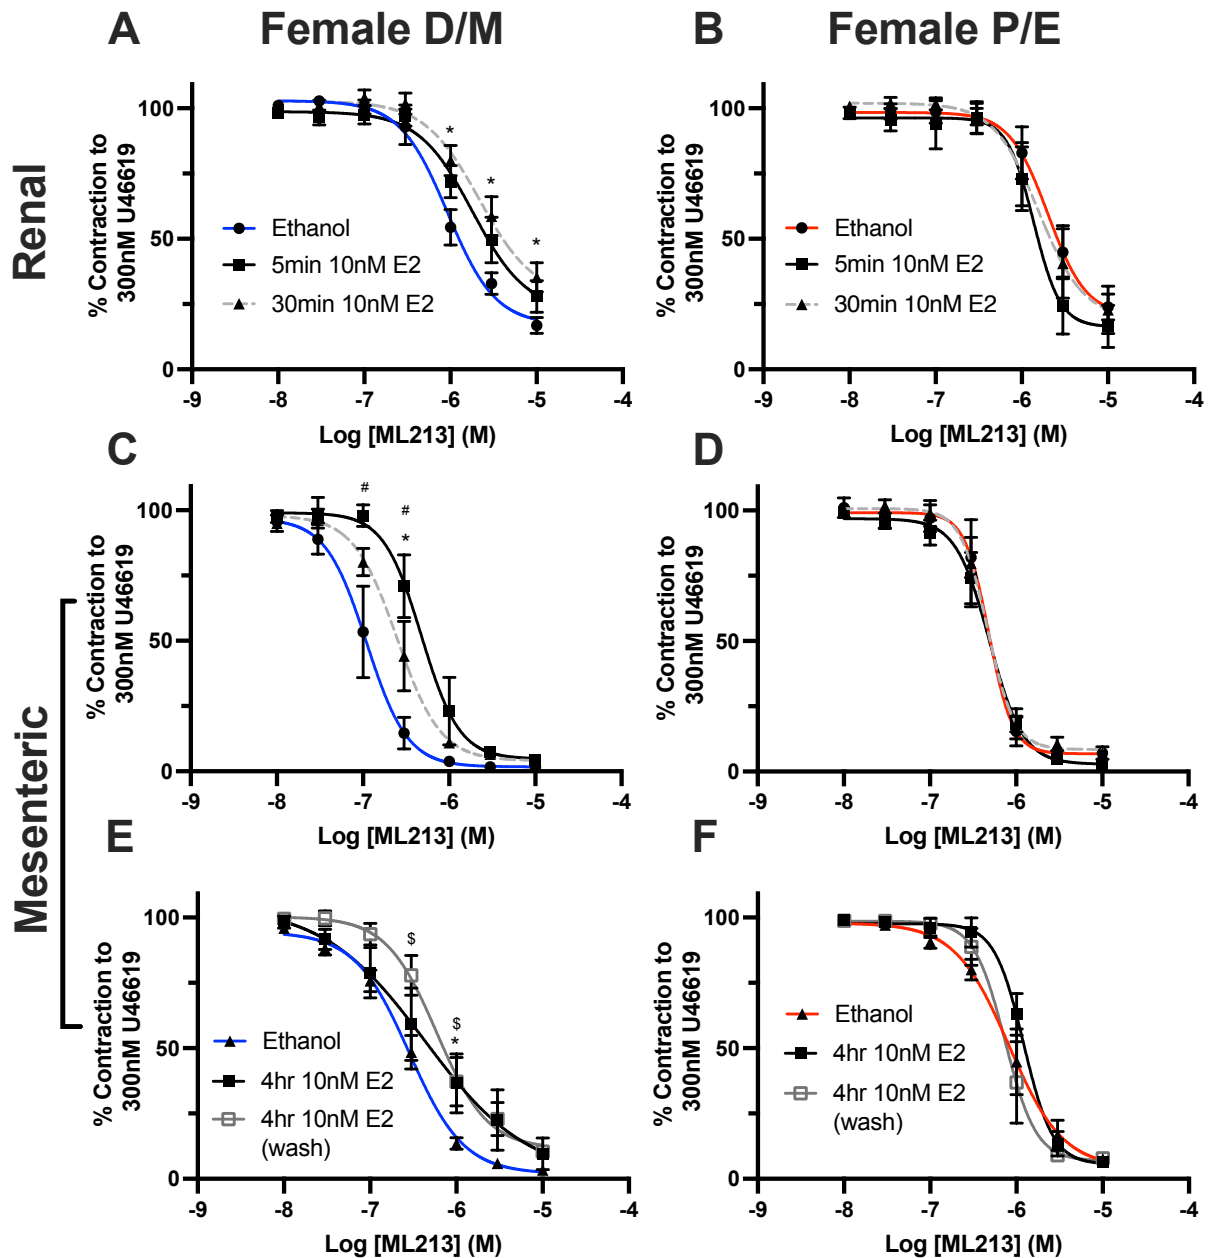 A
Female D/M
B
Female P/E
Renal
% Contraction to
300nM U46619
100
50
0
Ethanol
5min 10nM E2
30min 10nM E2
*
*
*
-9
-8
-7
-6
-5
-4
Log [ML213] (M)
% Contraction to
300nM U46619
100
50
0
Ethanol
5min 10nM E2
30min 10nM E2
-9
-8
-7
-6
-5
-4
Log [ML213] (M)
Mesenteric
C
% Contraction to
300nM U46619
100
50
0
#
#
*
-9
-8
-7
-6
-5
-4
Log [ML213] (M)
D
% Contraction to
300nM U46619
100
50
0
-9
-8
-7
-6
-5
-4
Log [ML213] (M)
E
% Contraction to
300nM U46619
100
50
0
$
$
*
Ethanol
4hr 10nM E2
4hr 10nM E2
(wash)
-9
-8
-7
-6
-5
-4
Log [ML213] (M)
F
% Contraction to
300nM U46619
100
50
0
Ethanol
4hr 10nM E2
4hr 10nM E2
(wash)
-9
-8
-7
-6
-5
-4
Log [ML213] (M)